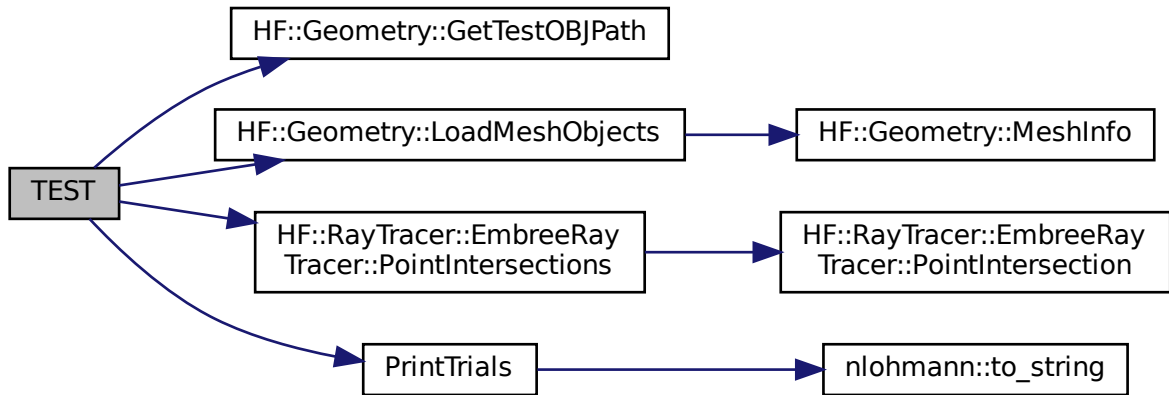 HF::Geometry::GetTestOBJPath
HF::Geometry::LoadMeshObjects
HF::Geometry::MeshInfo
TEST
HF::RayTracer::EmbreeRay
Tracer::PointIntersections
HF::RayTracer::EmbreeRay
Tracer::PointIntersection
PrintTrials
nlohmann::to_string